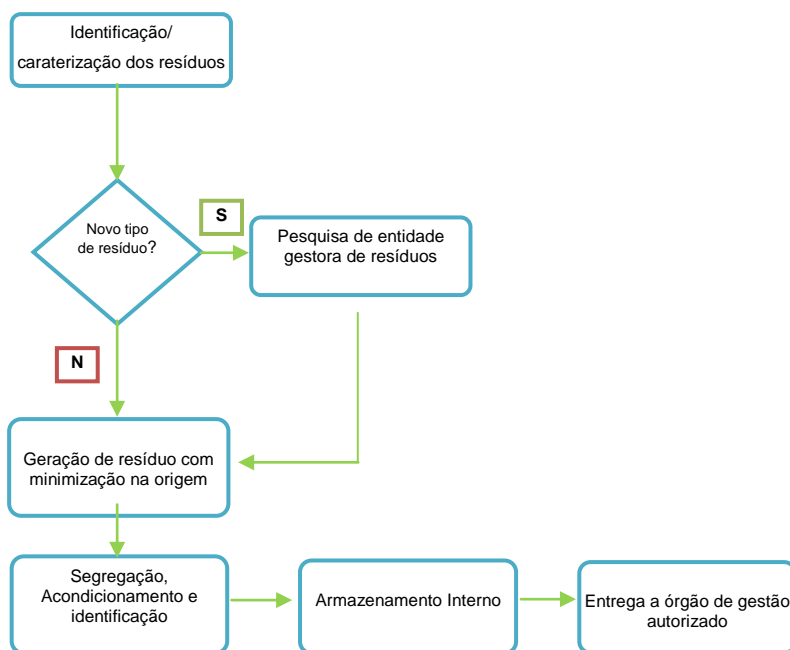 Identificação/
caraterização dos resíduos
Novo tipo
de resíduo?
S
Pesquisa de entidade
gestora de resíduos
N
Geração de resíduo com
minimização na origem
Segregação,
Acondicionamento e
identificação
Armazenamento Interno
Entrega a órgão de gestão
autorizado